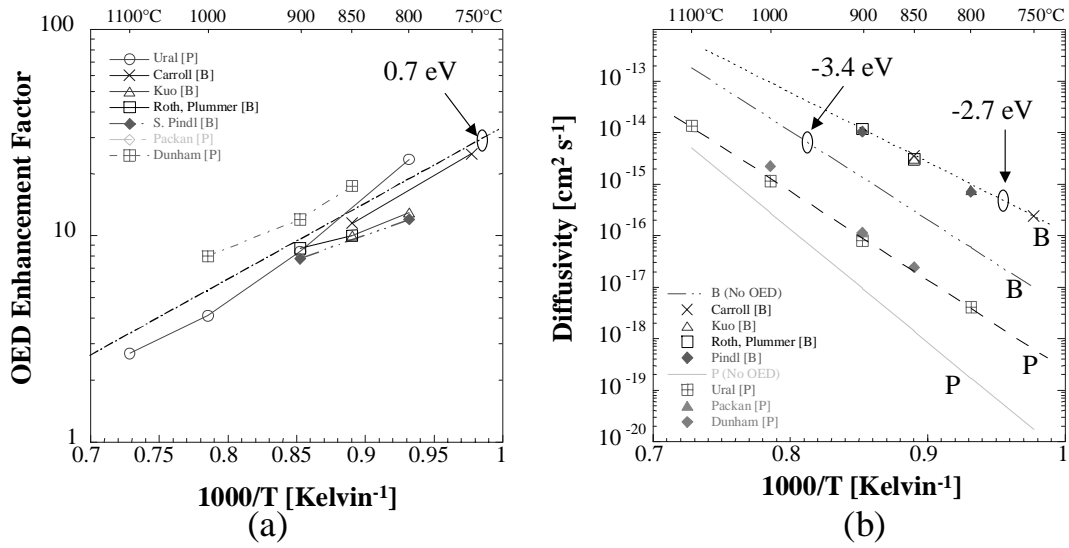 1100°C 1000 900 850 800 750°C
100
10
1
OED Enhancement Factor
Ural [P]
Carroll [B]
Kuo [B]
Roth, Plummer [B]
S. Pindl [B]
Packan [P]
Dunham [P]
0.7 eV
0.7 0.75 0.8 0.85 0.9 0.95 1
1000/T [Kelvin-1]
(a)
1100°C 1000 900 850 800 750°C
10-13
10-14
10-15
10-16
10-17
10-18
10-19
10-20
Diffusivity [cm2 s-1]
-3.4 eV
-2.7 eV
B
B
P
P
B (No OED)
Carroll [B]
Kuo [B]
Roth, Plummer [B]
Pindl [B]
P (No OED)
Ural [P]
Packan [P]
Dunham [P]
0.7 0.8 0.9 1
1000/T [Kelvin-1]
(b)